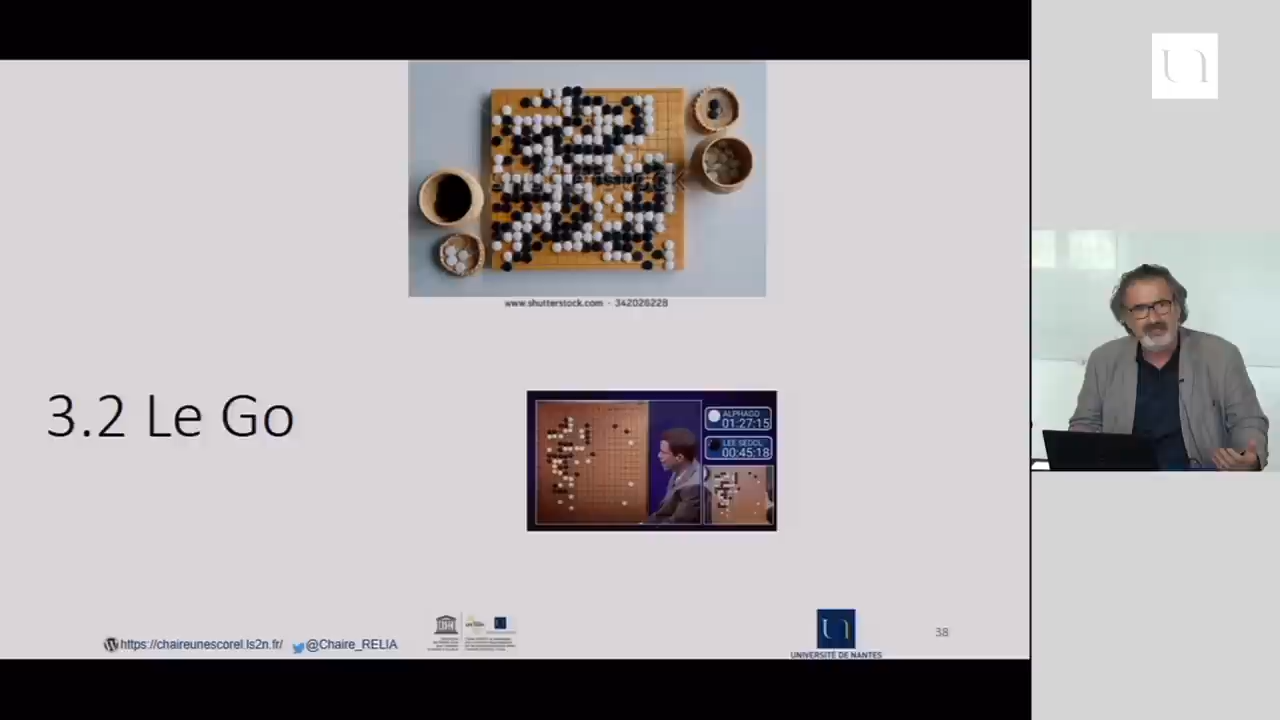 www.shutterstock.com · 342026228
3.2 Le Go
ALPHAGO
01:27:15
LEE SEDOL
00:45:18
https://chaireunescorel.ls2n.fr/
@Chaire_RELIA
unesco
UNIVERSITÉ DE NANTES
38